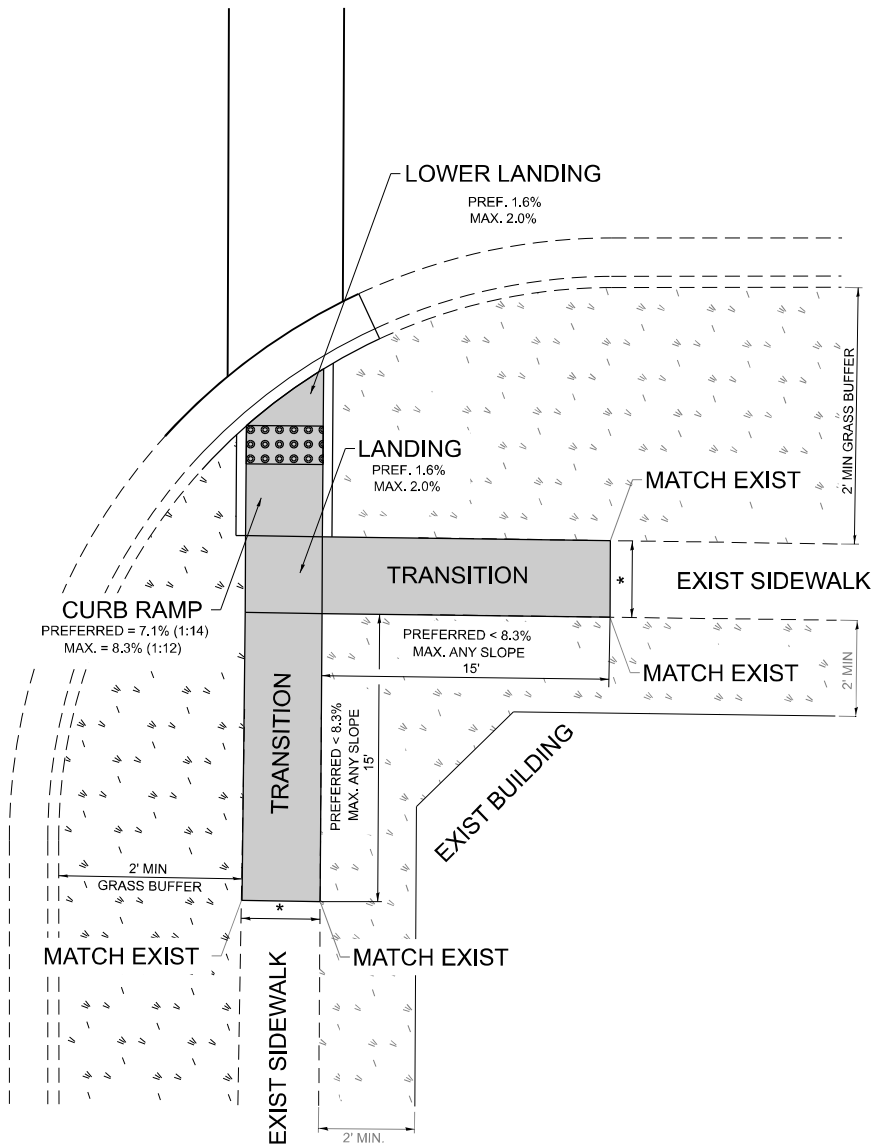 LOWER LANDING
PREF. 1.6%
MAX. 2.0%
2' MIN GRASS BUFFER
LANDING
PREF. 1.6%
MAX. 2.0%
MATCH EXIST
TRANSITION
*
EXIST SIDEWALK
CURB RAMP
PREFERRED = 7.1% (1:14)
MAX. = 8.3% (1:12)
PREFERRED < 8.3%
MAX. ANY SLOPE
15'
MATCH EXIST
2' MIN
TRANSITION
PREFERRED < 8.3%
MAX. ANY SLOPE
15'
EXIST BUILDING
2' MIN
GRASS BUFFER
*
MATCH EXIST
MATCH EXIST
EXIST SIDEWALK
2' MIN.